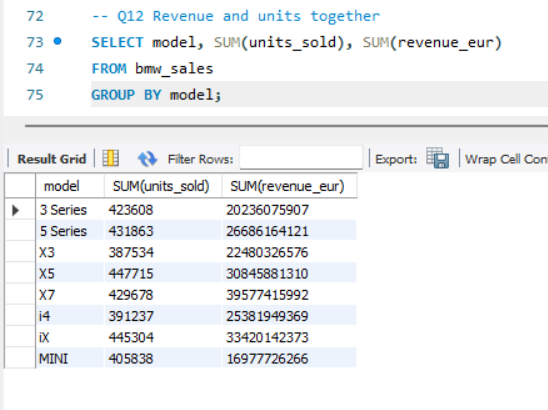 72 -- Q12 Revenue and units together
73 SELECT model, SUM(units_sold), SUM(revenue_eur)
74 FROM bmw_sales
75 GROUP BY model;
Result Grid Filter Rows: Export: Wrap Cell Con
model SUM(units_sold) SUM(revenue_eur)
3 Series 423608 20236075907
5 Series 431863 26686164121
X3 387534 22480326576
X5 447715 30845881310
X7 429678 39577415992
i4 391237 25381949369
iX 445304 33420142373
MINI 405838 16977726266